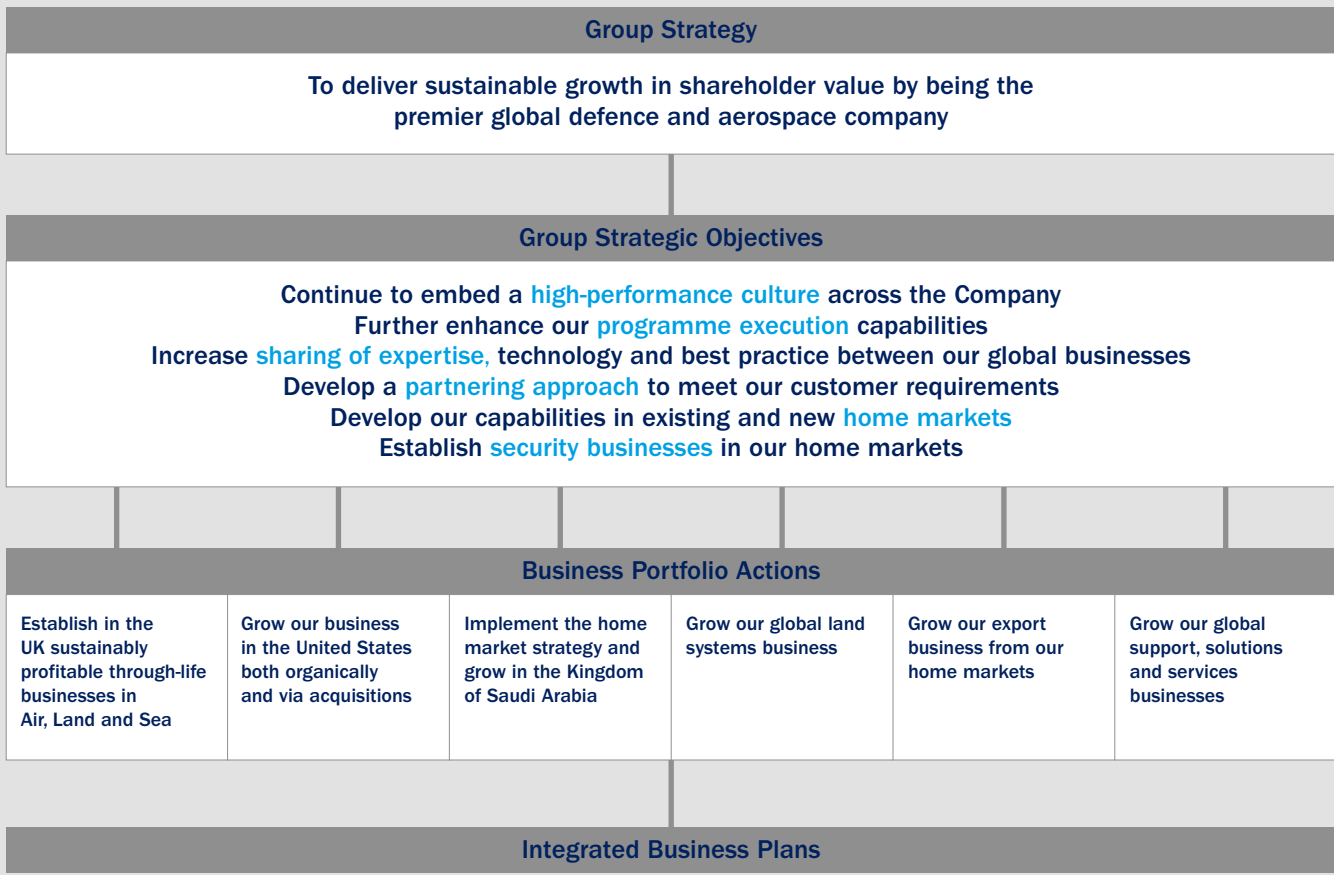 Group Strategy
To deliver sustainable growth in shareholder value by being the
premier global defence and aerospace company
Group Strategic Objectives
Continue to embed a high-performance culture across the Company
Further enhance our programme execution capabilities
Increase sharing of expertise, technology and best practice between our global businesses
Develop a partnering approach to meet our customer requirements
Develop our capabilities in existing and new home markets
Establish security businesses in our home markets
Business Portfolio Actions
Establish in the
UK sustainably
profitable through-life
businesses in
Air, Land and Sea
Grow our business
in the United States
both organically
and via acquisitions
Implement the home
market strategy and
grow in the Kingdom
of Saudi Arabia
Grow our global land
systems business
Grow our export
business from our
home markets
Grow our global
support, solutions
and services
businesses
Integrated Business Plans